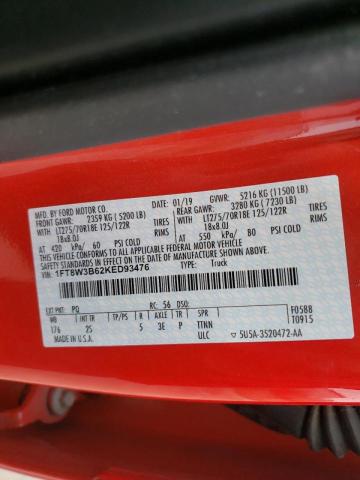 MFD. BY FORD MOTOR CO.
DATE: 01/19 GVWR: 5216 KG (11500 LB)
FRONT GAWR: 2359 KG (5200 LB) 3280 KG (7230 LB)
LT275/70R18E 125/122R TIRES LT275/70R18E 125/122R TIRES
18x8.0J RIMS 18x8.0J RIMS
AT 420 kPa/ 60 PSI COLD AT 550 kPa/ 80 PSI COLD
THIS VEHICLE CONFORMS TO ALL APPLICABLE FEDERAL MOTOR
VEHICLE SAFETY STANDARDS IN EFFECT ON THE DATE OF
MANUFACTURE SHOWN ABOVE.
VIN: 1FT8W3B62KED93476 TYPE: Truck
EXT PNT: PQ RC: 56 DSO: F0588
WB INT TR TP/PS R AXLE TR SPR T0915
176 2S 5 3E P TTNN
MADE IN U.S.A. ULC 5U5A-3520472-AA